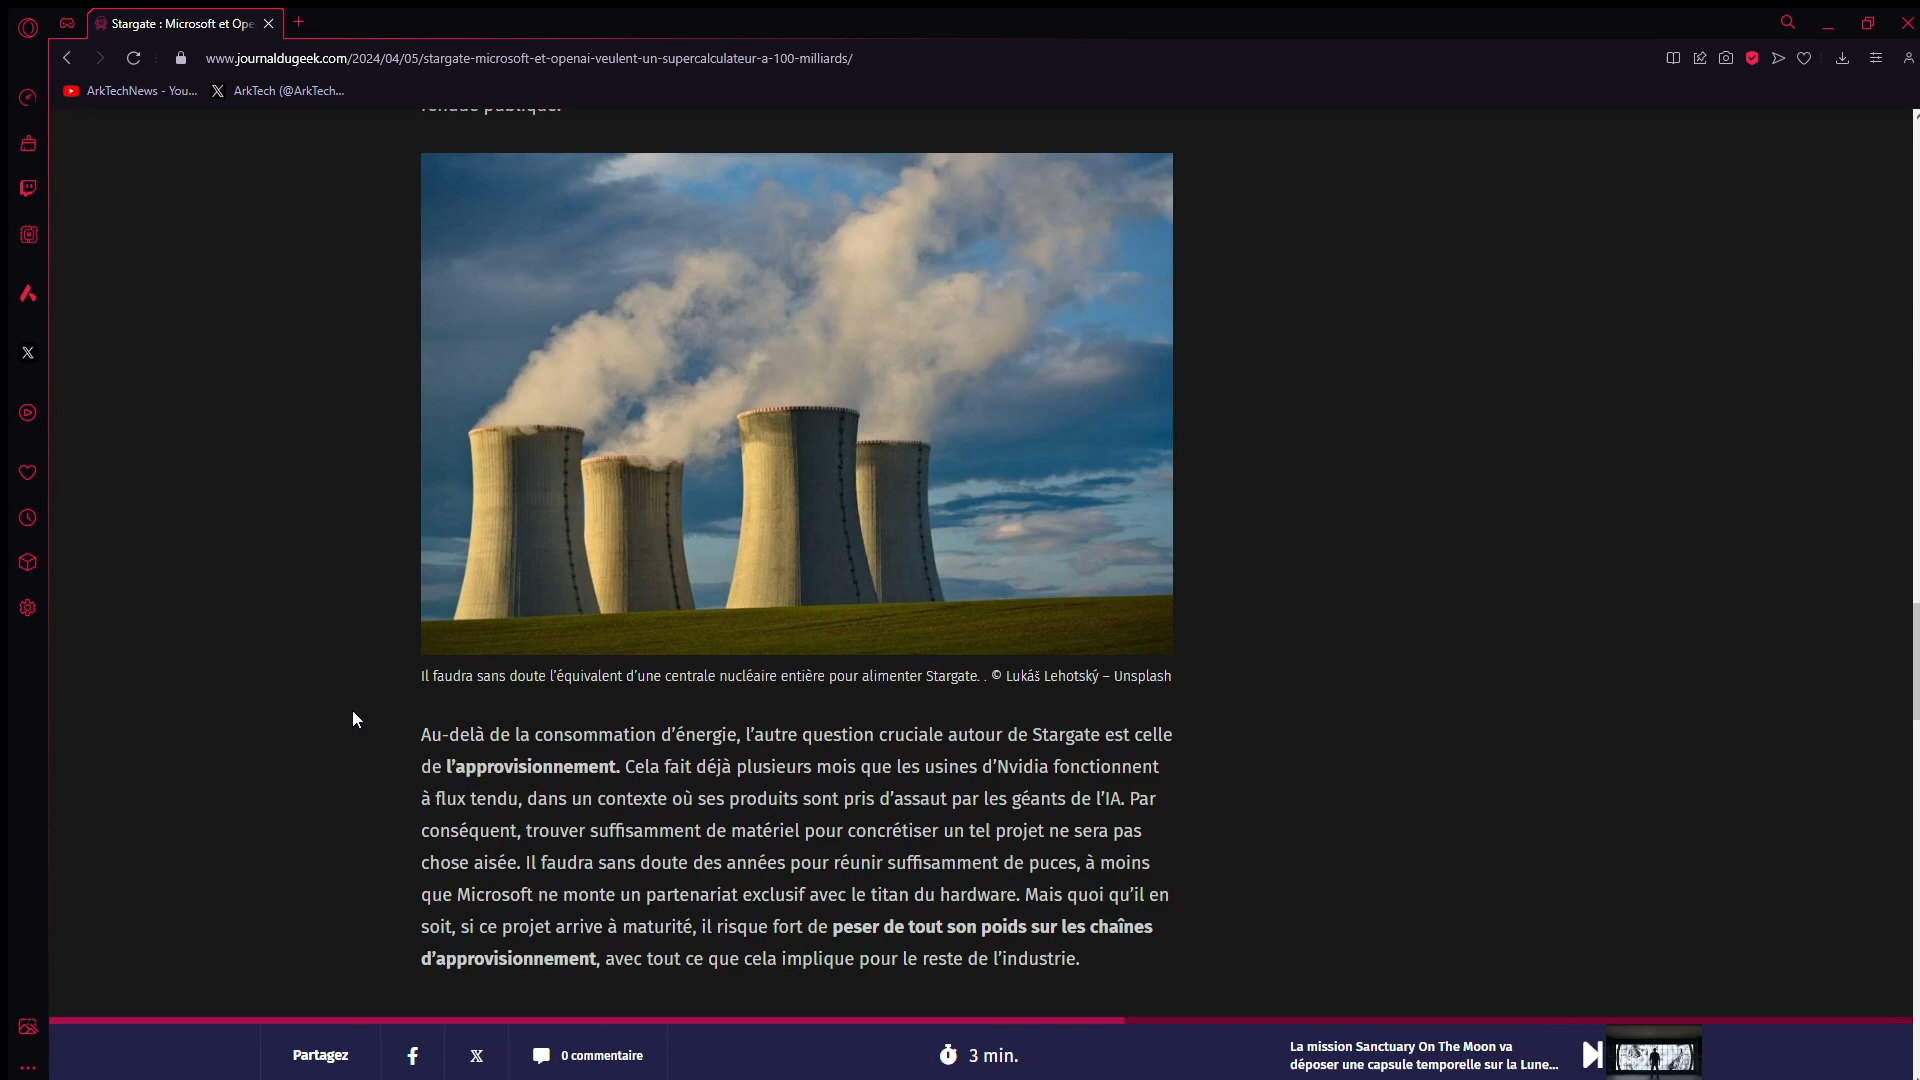 Stargate : Microsoft et Ope
www.journaldugeek.com/2024/04/05/stargate-microsoft-et-openai-veulent-un-supercalculateur-a-100-milliards/
ArkTechNews - You...
ArkTech (@ArkTech...
rendue publique.
Il faudra sans doute l’équivalent d’une centrale nucléaire entière pour alimenter Stargate. . © Lukáš Lehotský – Unsplash
Au-delà de la consommation d’énergie, l’autre question cruciale autour de Stargate est celle
de l’approvisionnement. Cela fait déjà plusieurs mois que les usines d’Nvidia fonctionnent
à flux tendu, dans un contexte où ses produits sont pris d’assaut par les géants de l’IA. Par
conséquent, trouver suffisamment de matériel pour concrétiser un tel projet ne sera pas
chose aisée. Il faudra sans doute des années pour réunir suffisamment de puces, à moins
que Microsoft ne monte un partenariat exclusif avec le titan du hardware. Mais quoi qu’il en
soit, si ce projet arrive à maturité, il risque fort de peser de tout son poids sur les chaînes
d’approvisionnement, avec tout ce que cela implique pour le reste de l’industrie.
Partagez
0 commentaire
3 min.
La mission Sanctuary On The Moon va
déposer une capsule temporelle sur la Lune...